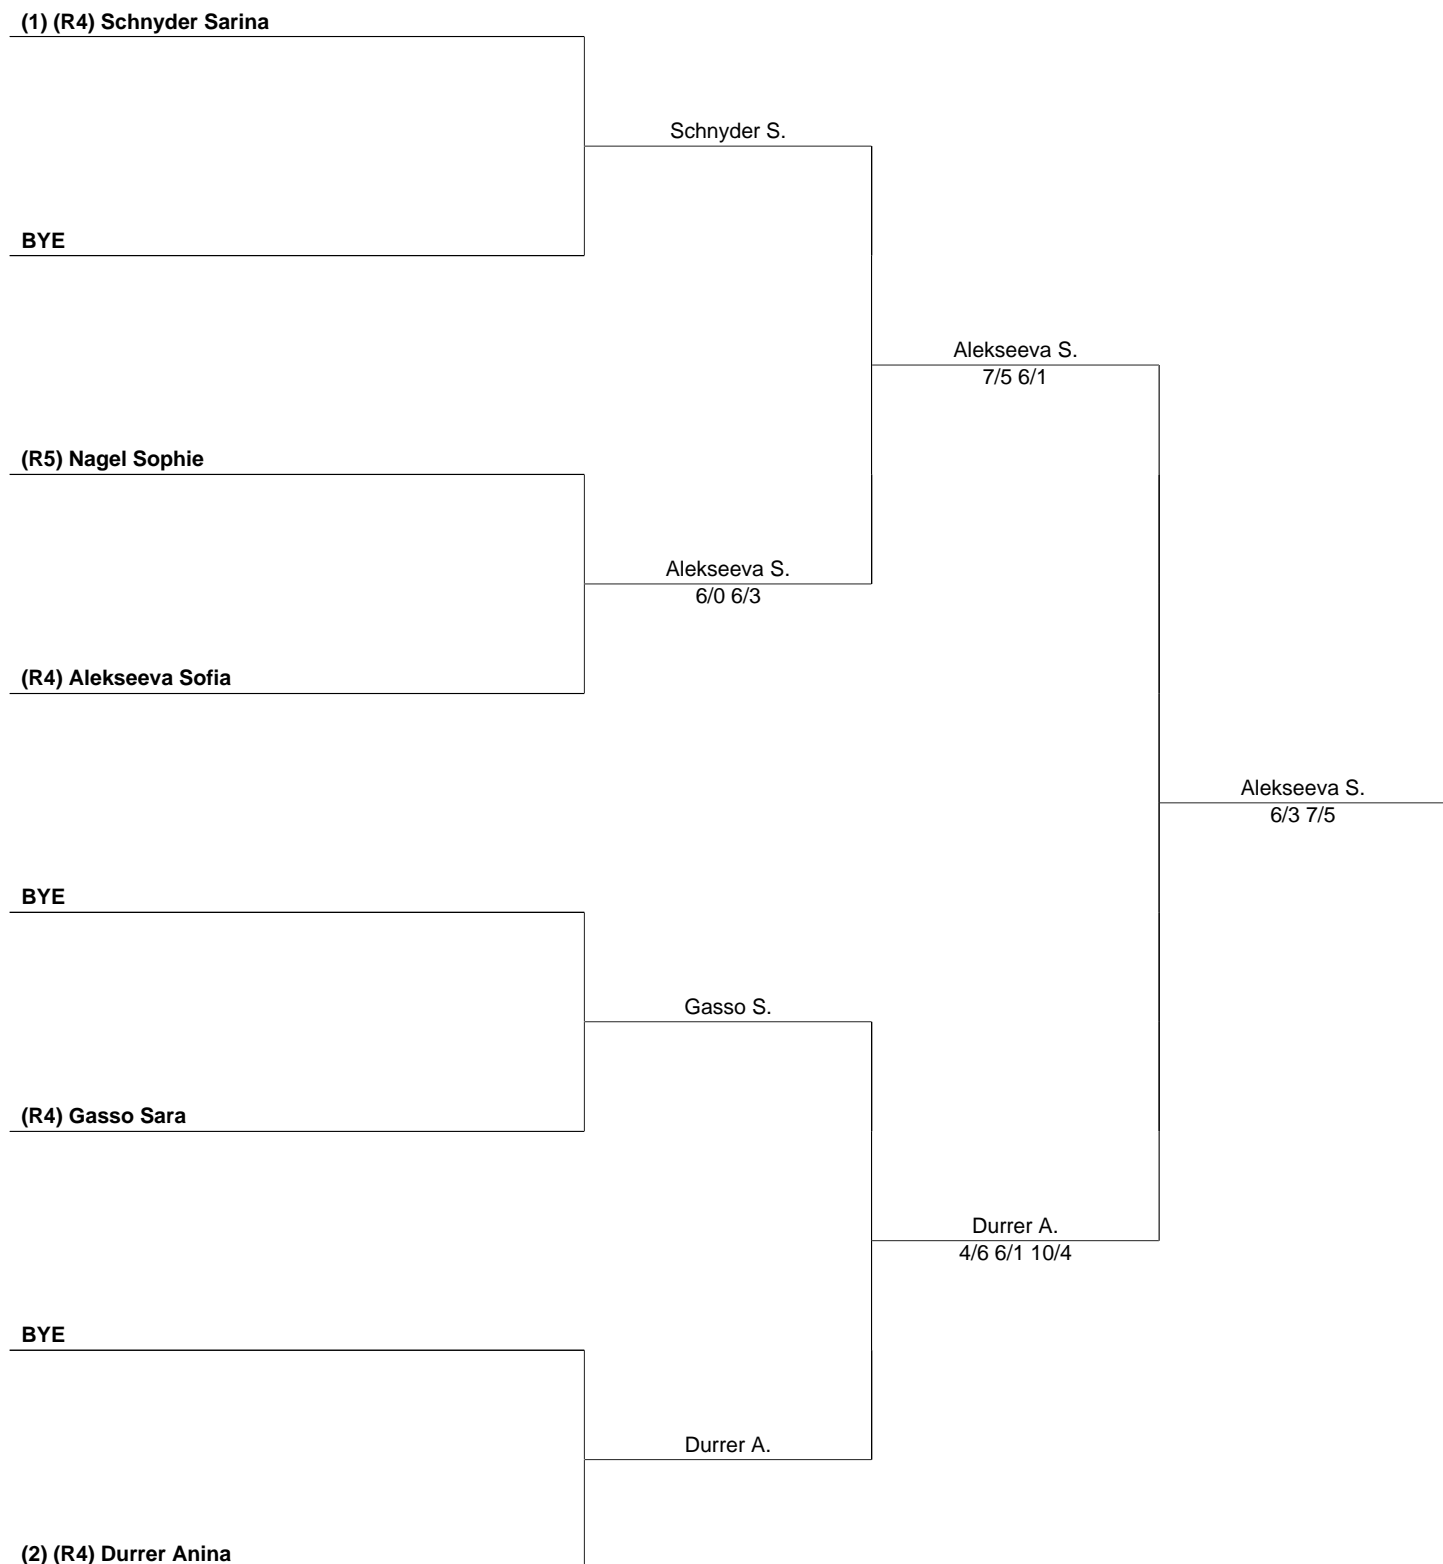 (1) (R4) Schnyder Sarina
Schnyder S.
BYE
Alekseeva S.
7/5 6/1
(R5) Nagel Sophie
Alekseeva S.
6/0 6/3
(R4) Alekseeva Sofia
Alekseeva S.
6/3 7/5
BYE
Gasso S.
(R4) Gasso Sara
Durrer A.
4/6 6/1 10/4
BYE
Durrer A.
(2) (R4) Durrer Anina